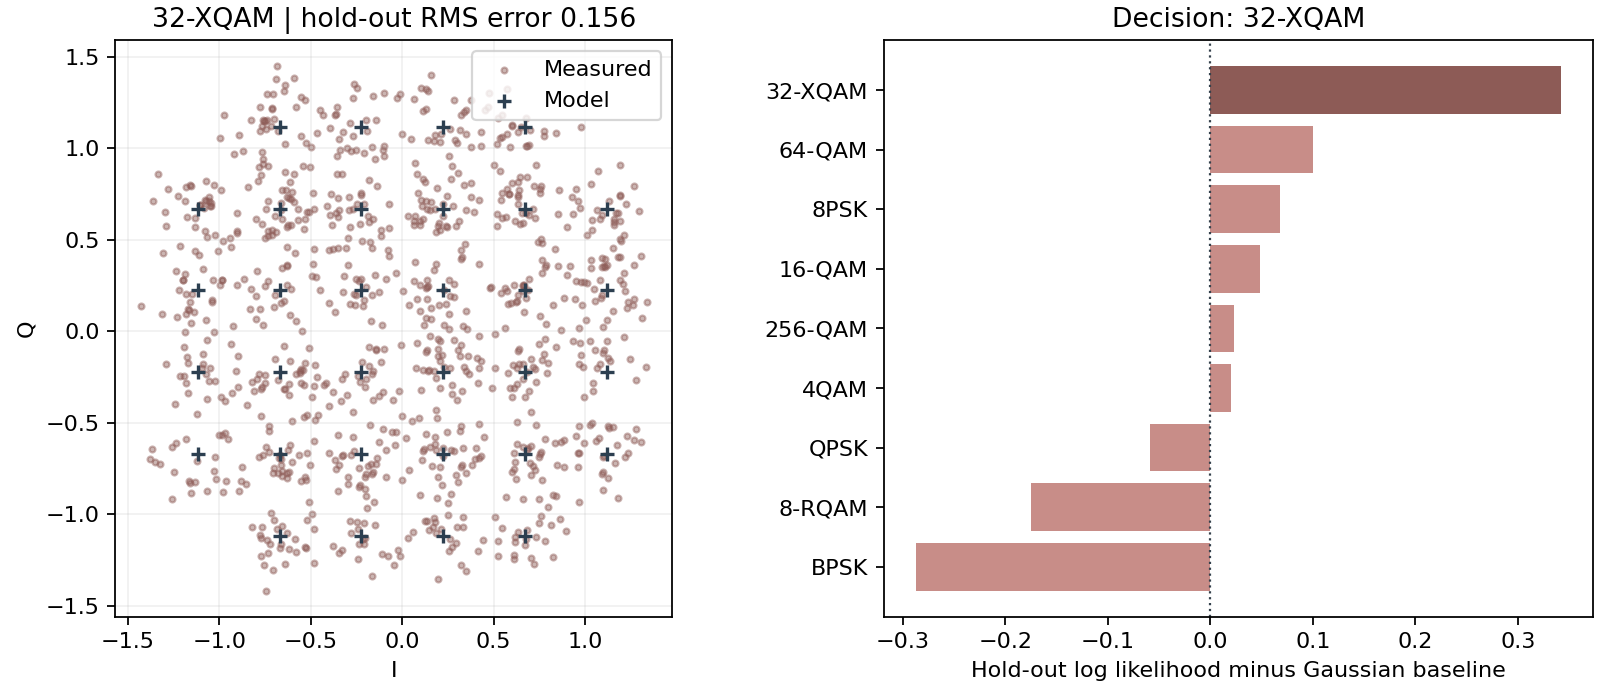 32-XQAM | hold-out RMS error 0.156
Measured
Model
1.5
1.0
0.5
0.0
−0.5
−1.0
−1.5
Q
−1.5
−1.0
−0.5
0.0
0.5
1.0
I
Decision: 32-XQAM
32-XQAM
64-QAM
8PSK
16-QAM
256-QAM
4QAM
QPSK
8-RQAM
BPSK
−0.3
−0.2
−0.1
0.0
0.1
0.2
0.3
Hold-out log likelihood minus Gaussian baseline